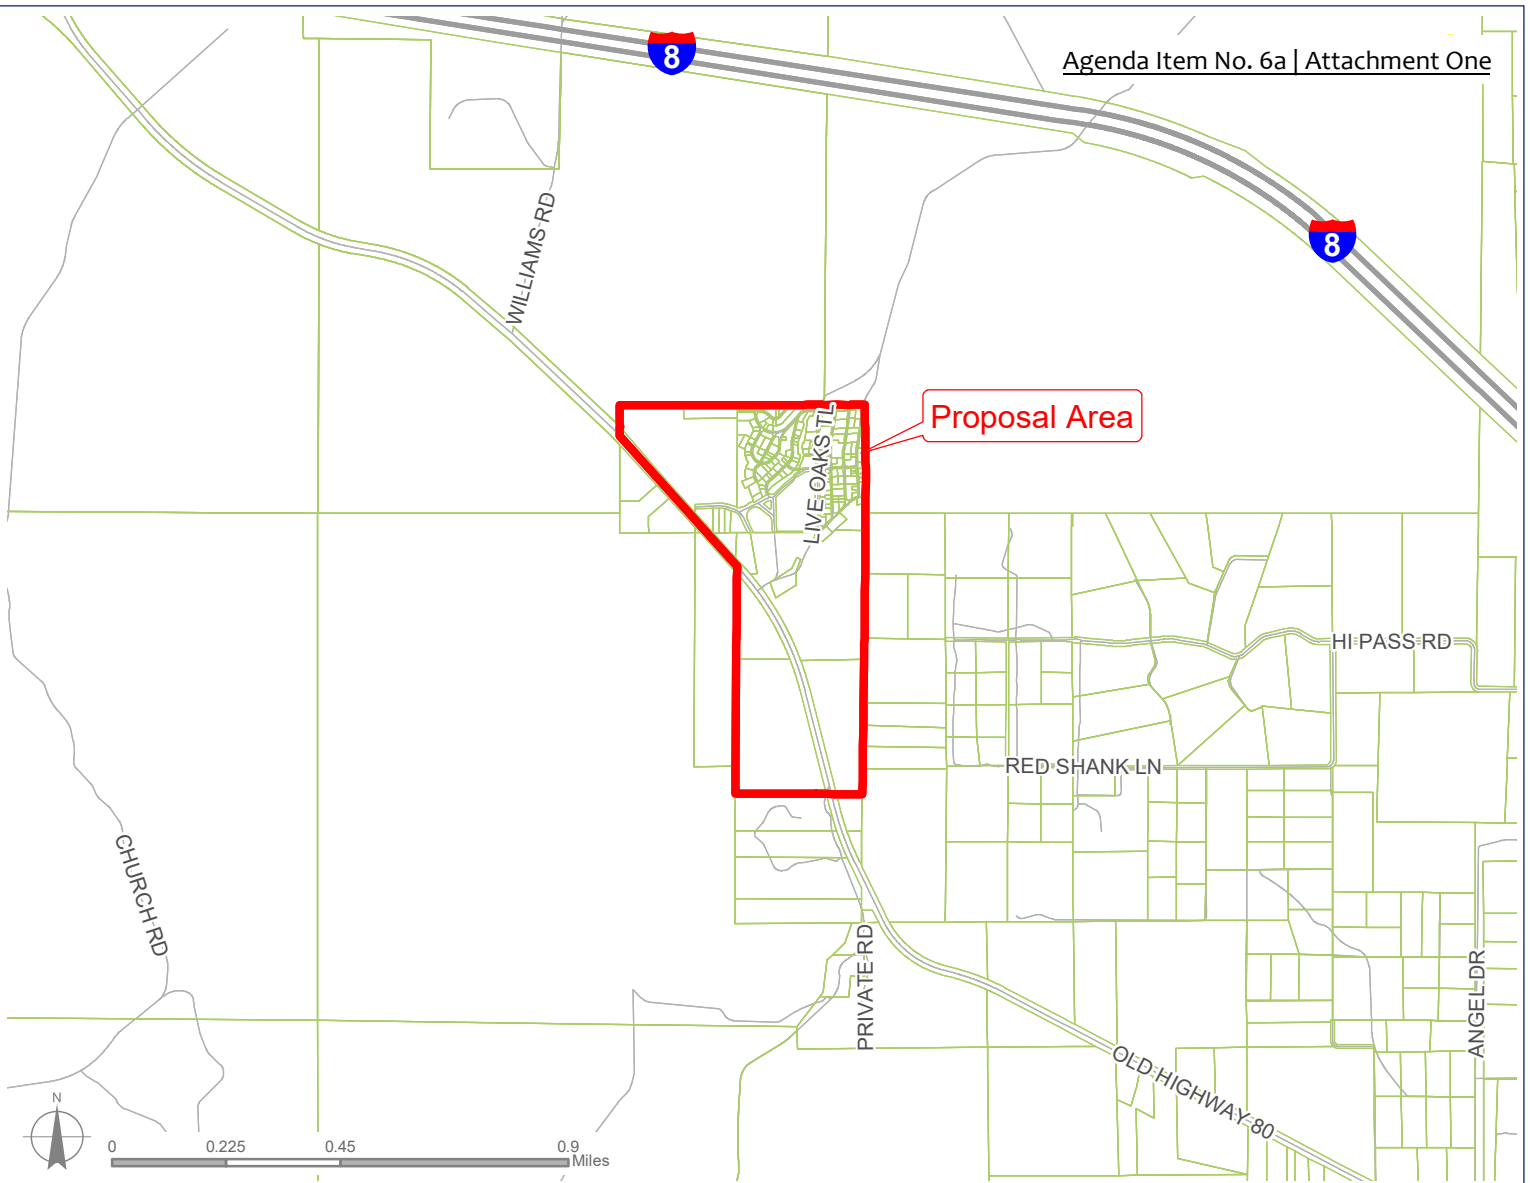 8
Agenda Item No. 6a | Attachment One
WILLIAMS RD
8
Proposal Area
LIVE OAKS TL
HI PASS RD
RED SHANK LN
CHURCH RD
PRIVATE RD
ANGEL DR
OLD HIGHWAY 80
N
0 0.225 0.45 0.9
Miles